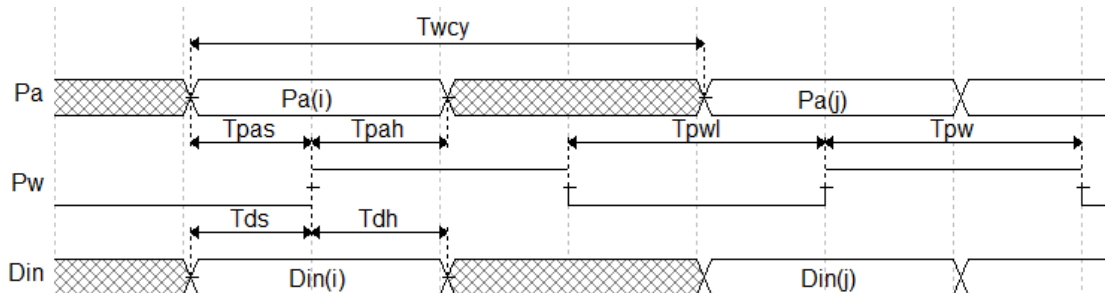 Twcy
Pa Pa(i) Pa(j)
Tpas Tpah Tpwl Tpw
Pw
Tds Tdh
Din Din(i) Din(j)